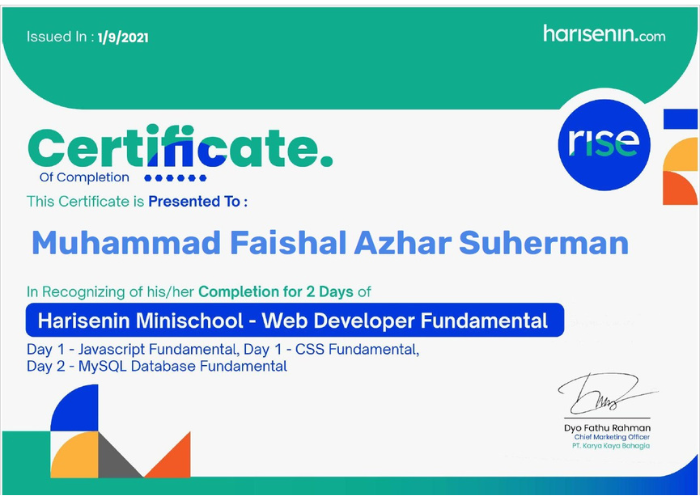 Issued In : 1/9/2021
harisenin.com
Certificate.
Of Completion
rise
This Certificate is Presented To :
Muhammad Faishal Azhar Suherman
In Recognizing of his/her Completion for 2 Days of
Harisenin Minischool - Web Developer Fundamental
Day 1 - Javascript Fundamental, Day 1 - CSS Fundamental,
Day 2 - MySQL Database Fundamental
Dyo Fathu Rahman
Chief Marketing Officer
PT. Karya Kaya Bahagia